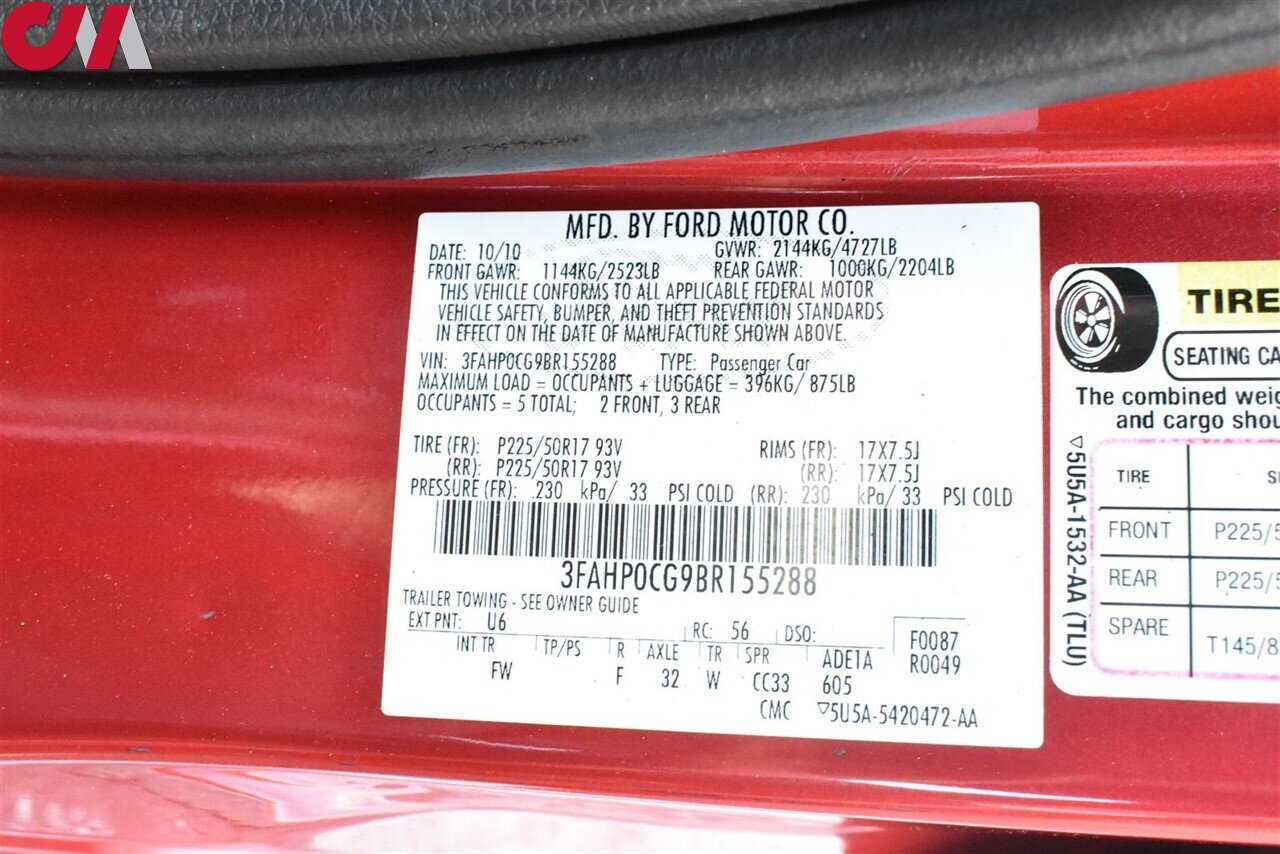 CM
MFD. BY FORD MOTOR CO.
DATE: 10/10 GVWR: 2144KG/4727LB
FRONT GAWR: 1144KG/2523LB REAR GAWR: 1000KG/2204LB
THIS VEHICLE CONFORMS TO ALL APPLICABLE FEDERAL MOTOR
VEHICLE SAFETY, BUMPER, AND THEFT PREVENTION STANDARDS
IN EFFECT ON THE DATE OF MANUFACTURE SHOWN ABOVE.
VIN: 3FAHP0CG9BR155288 TYPE: Passenger Car
MAXIMUM LOAD = OCCUPANTS + LUGGAGE = 396KG/ 875LB
OCCUPANTS = 5 TOTAL; 2 FRONT, 3 REAR
TIRE (FR): P225/50R17 93V RIMS (FR): 17X7.5J
(RR): P225/50R17 93V (RR): 17X7.5J
PRESSURE (FR): 230 kPa/ 33 PSI COLD (RR): 230 kPa/ 33 PSI COLD
3FAHP0CG9BR155288
TRAILER TOWING - SEE OWNER GUIDE
EXT PNT: U6 RC: 56 DSO: F0087
INT TR TP/PS R AXLE TR SPR ADE1A R0049
FW F 32 W CC33 605
CMC ▽5U5A-5420472-AA
TIRE
SEATING CA
The combined weig
and cargo shou
TIRE SI
FRONT P225/5
REAR P225/5
SPARE T145/8
▽5U5A-1532-AA (TLU)